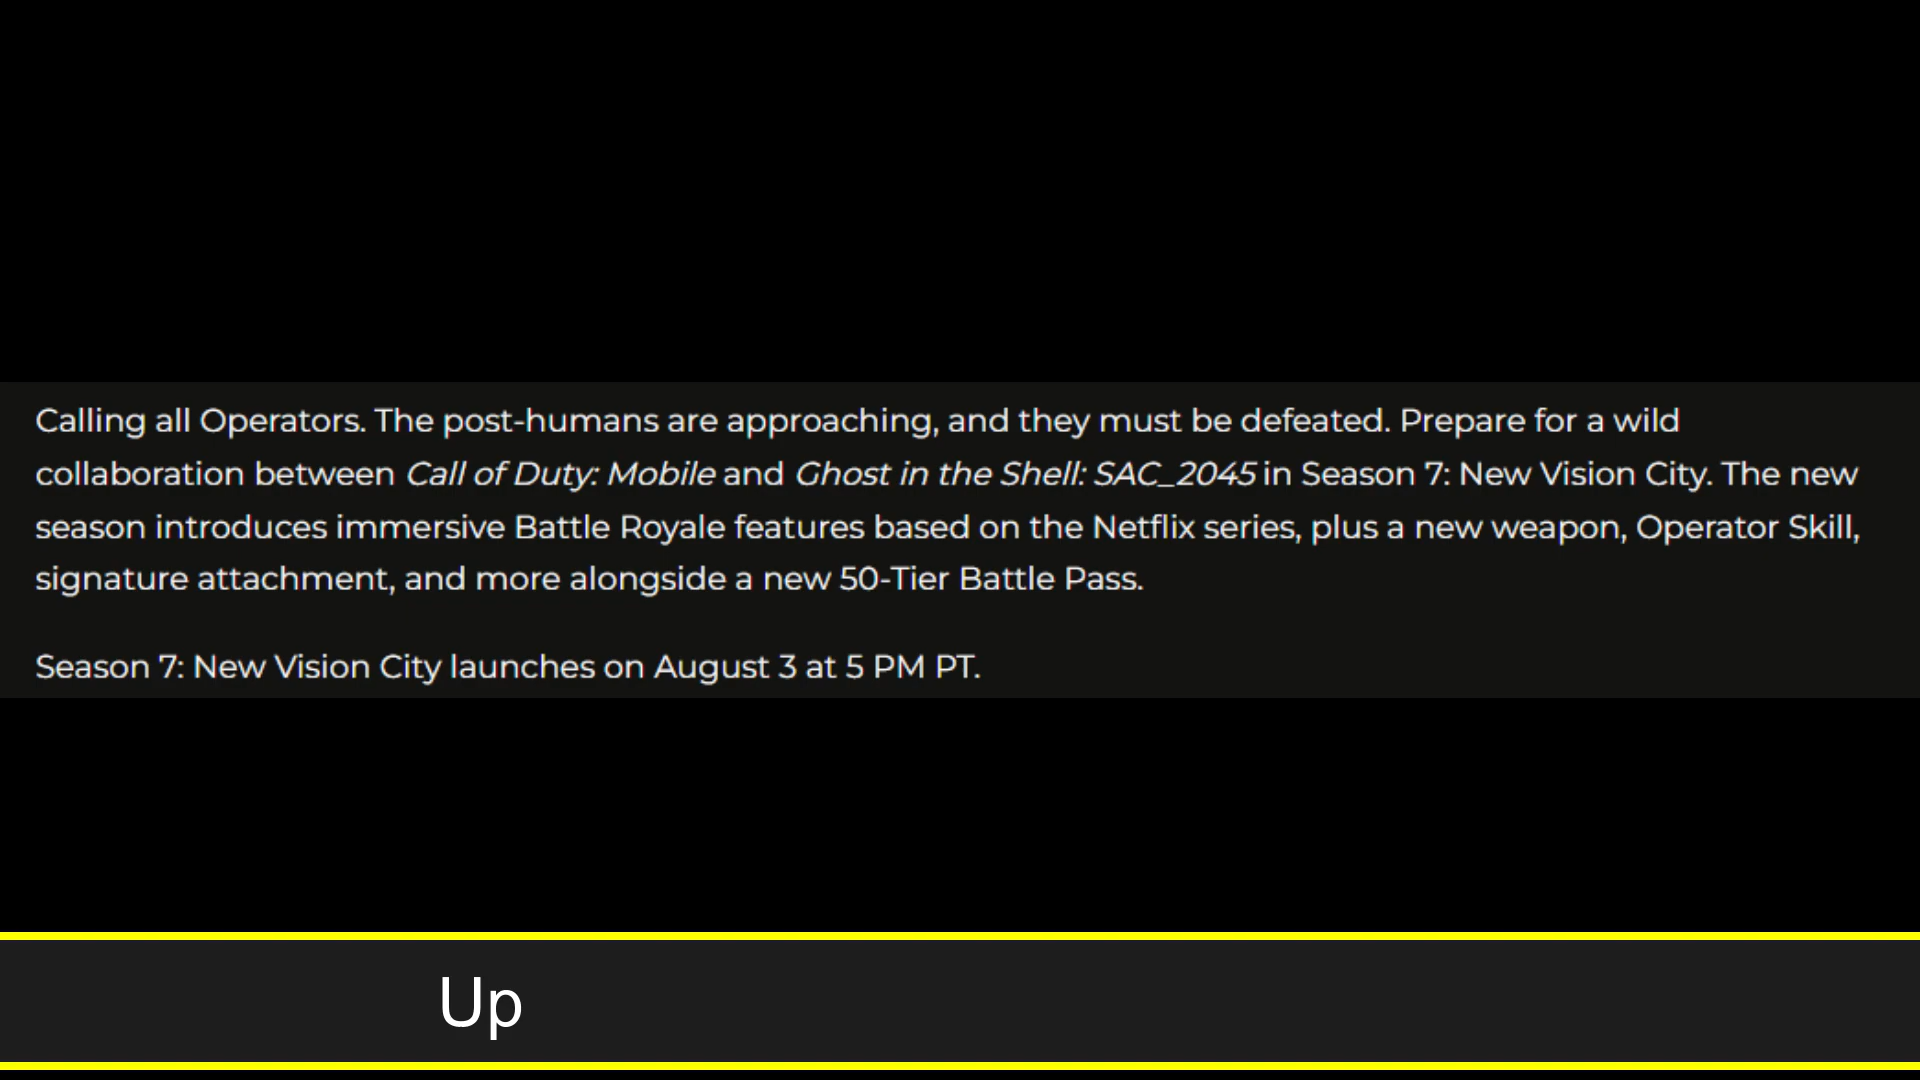 Calling all Operators. The post-humans are approaching, and they must be defeated. Prepare for a wild
collaboration between Call of Duty: Mobile and Ghost in the Shell: SAC_2045 in Season 7: New Vision City. The new
season introduces immersive Battle Royale features based on the Netflix series, plus a new weapon, Operator Skill,
signature attachment, and more alongside a new 50-Tier Battle Pass.
Season 7: New Vision City launches on August 3 at 5 PM PT.
Up